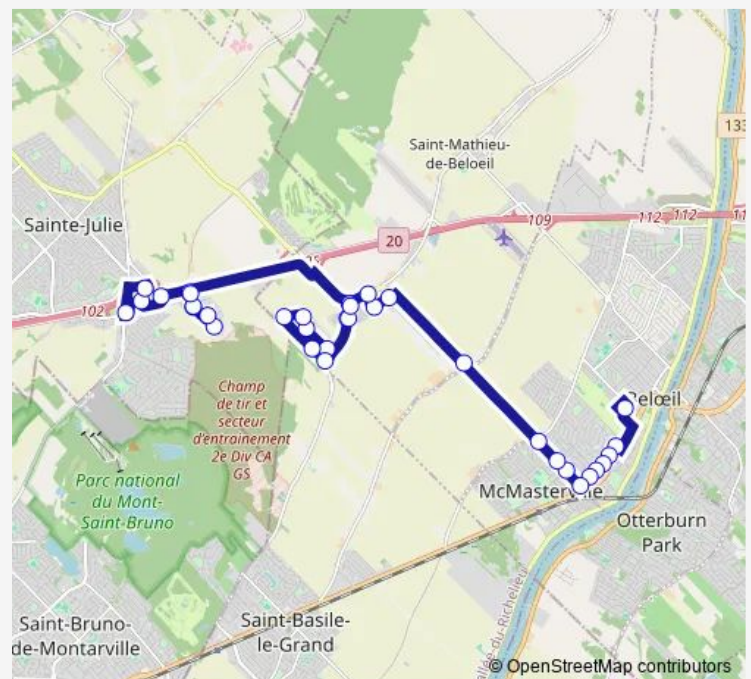 133
Saint-Mathieu-
de-Beloeil
Sainte-Julie
109
112
112
20
102
Champ
de tir et
secteur
d'entrainement
2e Div CA
GS
Belœil
Parc national
du Mont-
Saint-Bruno
McMasterville
Otterburn
Park
Saint-Bruno-
de-Montarville
Saint-Basile-
le-Grand
© OpenStreetMap contributors